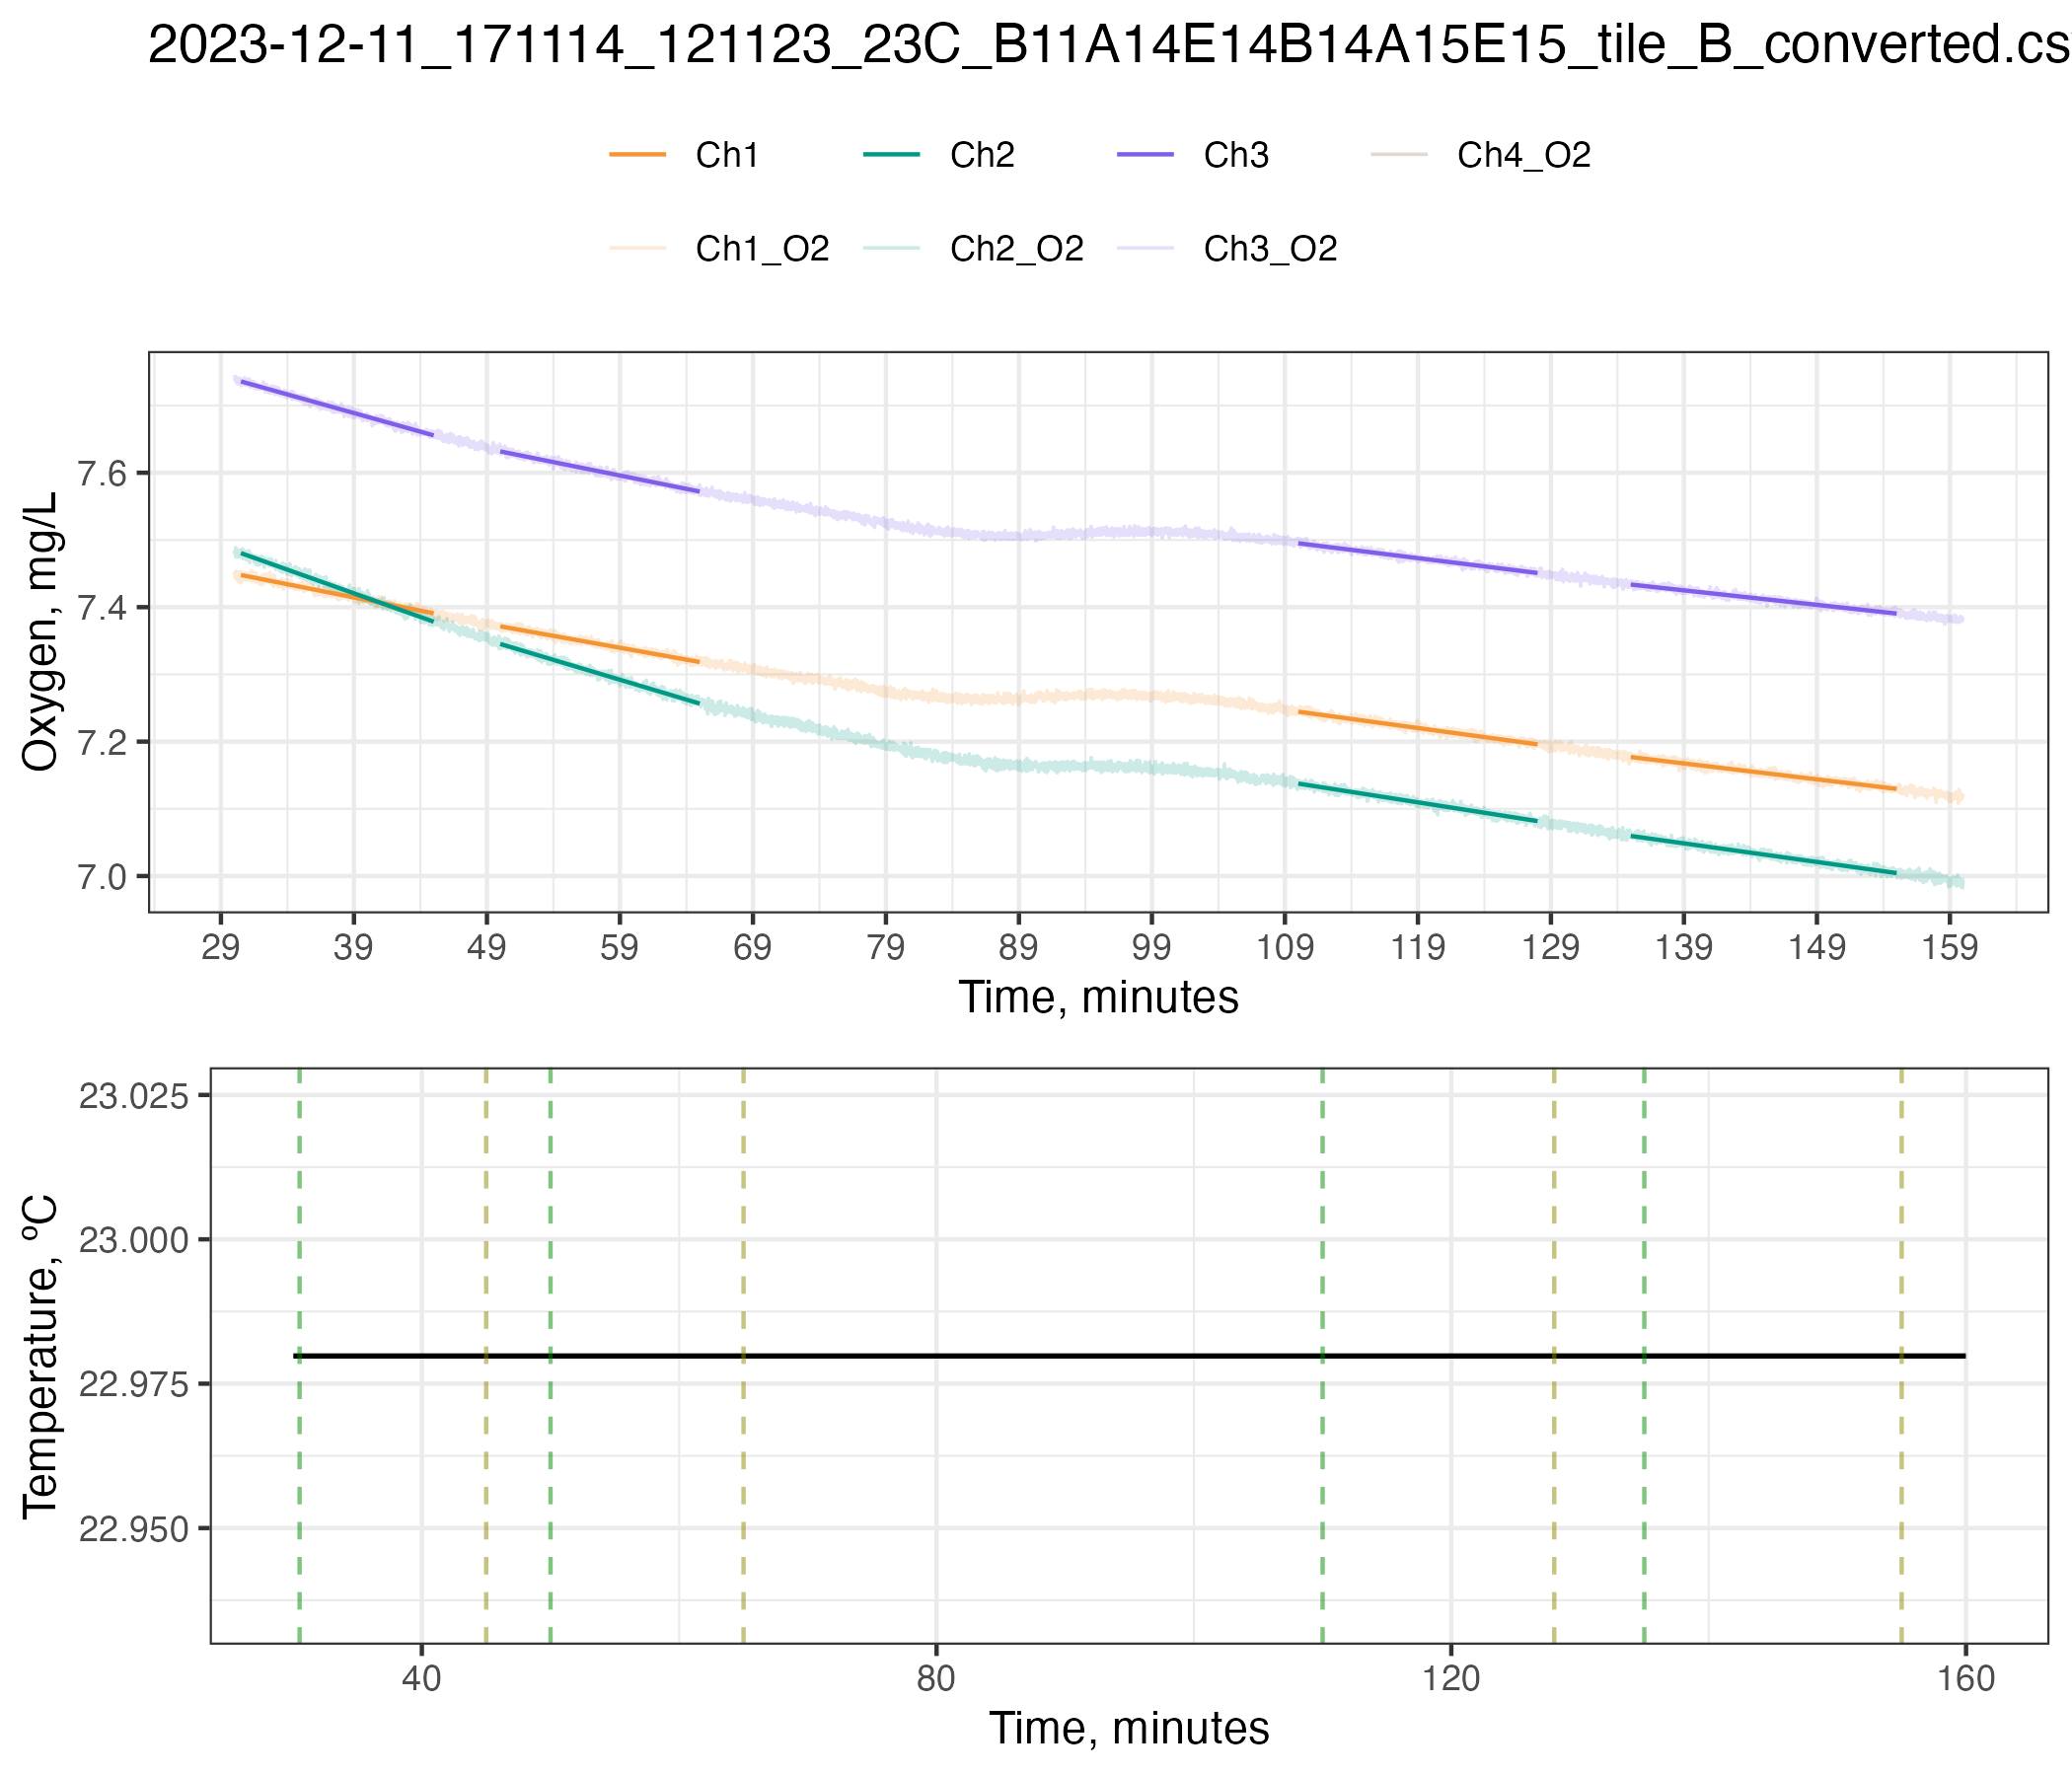 2023-12-11_171114_121123_23C_B11A14E14B14A15E15_tile_B_converted.cs
Ch1 Ch2 Ch3 Ch4_O2
Ch1_O2 Ch2_O2 Ch3_O2
Oxygen, mg/L
7.6
7.4
7.2
7.0
29 39 49 59 69 79 89 99 109 119 129 139 149 159
Time, minutes
Temperature, ºC
23.025
23.000
22.975
22.950
40 80 120 160
Time, minutes